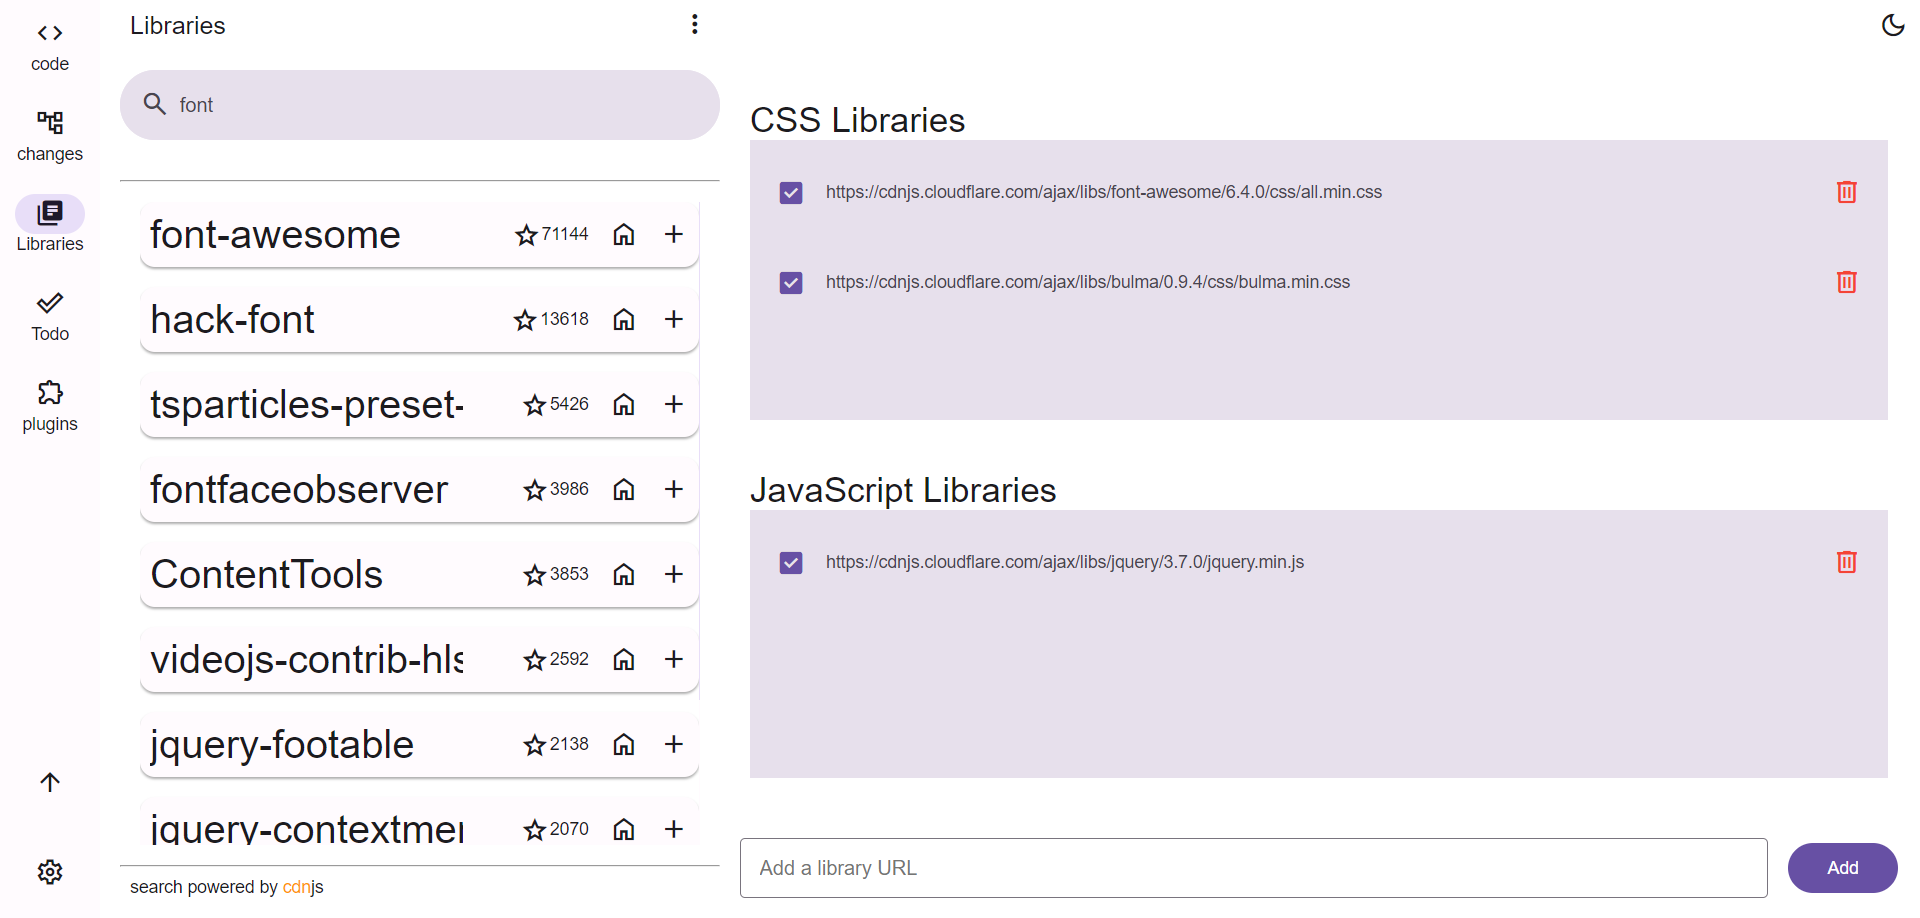 code
changes
Libraries
Todo
plugins
Libraries
font
font-awesome 71144
hack-font 13618
tsparticles-preset- 5426
fontfaceobserver 3986
ContentTools 3853
videojs-contrib-hls 2592
jquery-footable 2138
jquery-contextmen 2070
search powered by cdnjs
CSS Libraries
https://cdnjs.cloudflare.com/ajax/libs/font-awesome/6.4.0/css/all.min.css
https://cdnjs.cloudflare.com/ajax/libs/bulma/0.9.4/css/bulma.min.css
JavaScript Libraries
https://cdnjs.cloudflare.com/ajax/libs/jquery/3.7.0/jquery.min.js
Add a library URL
Add